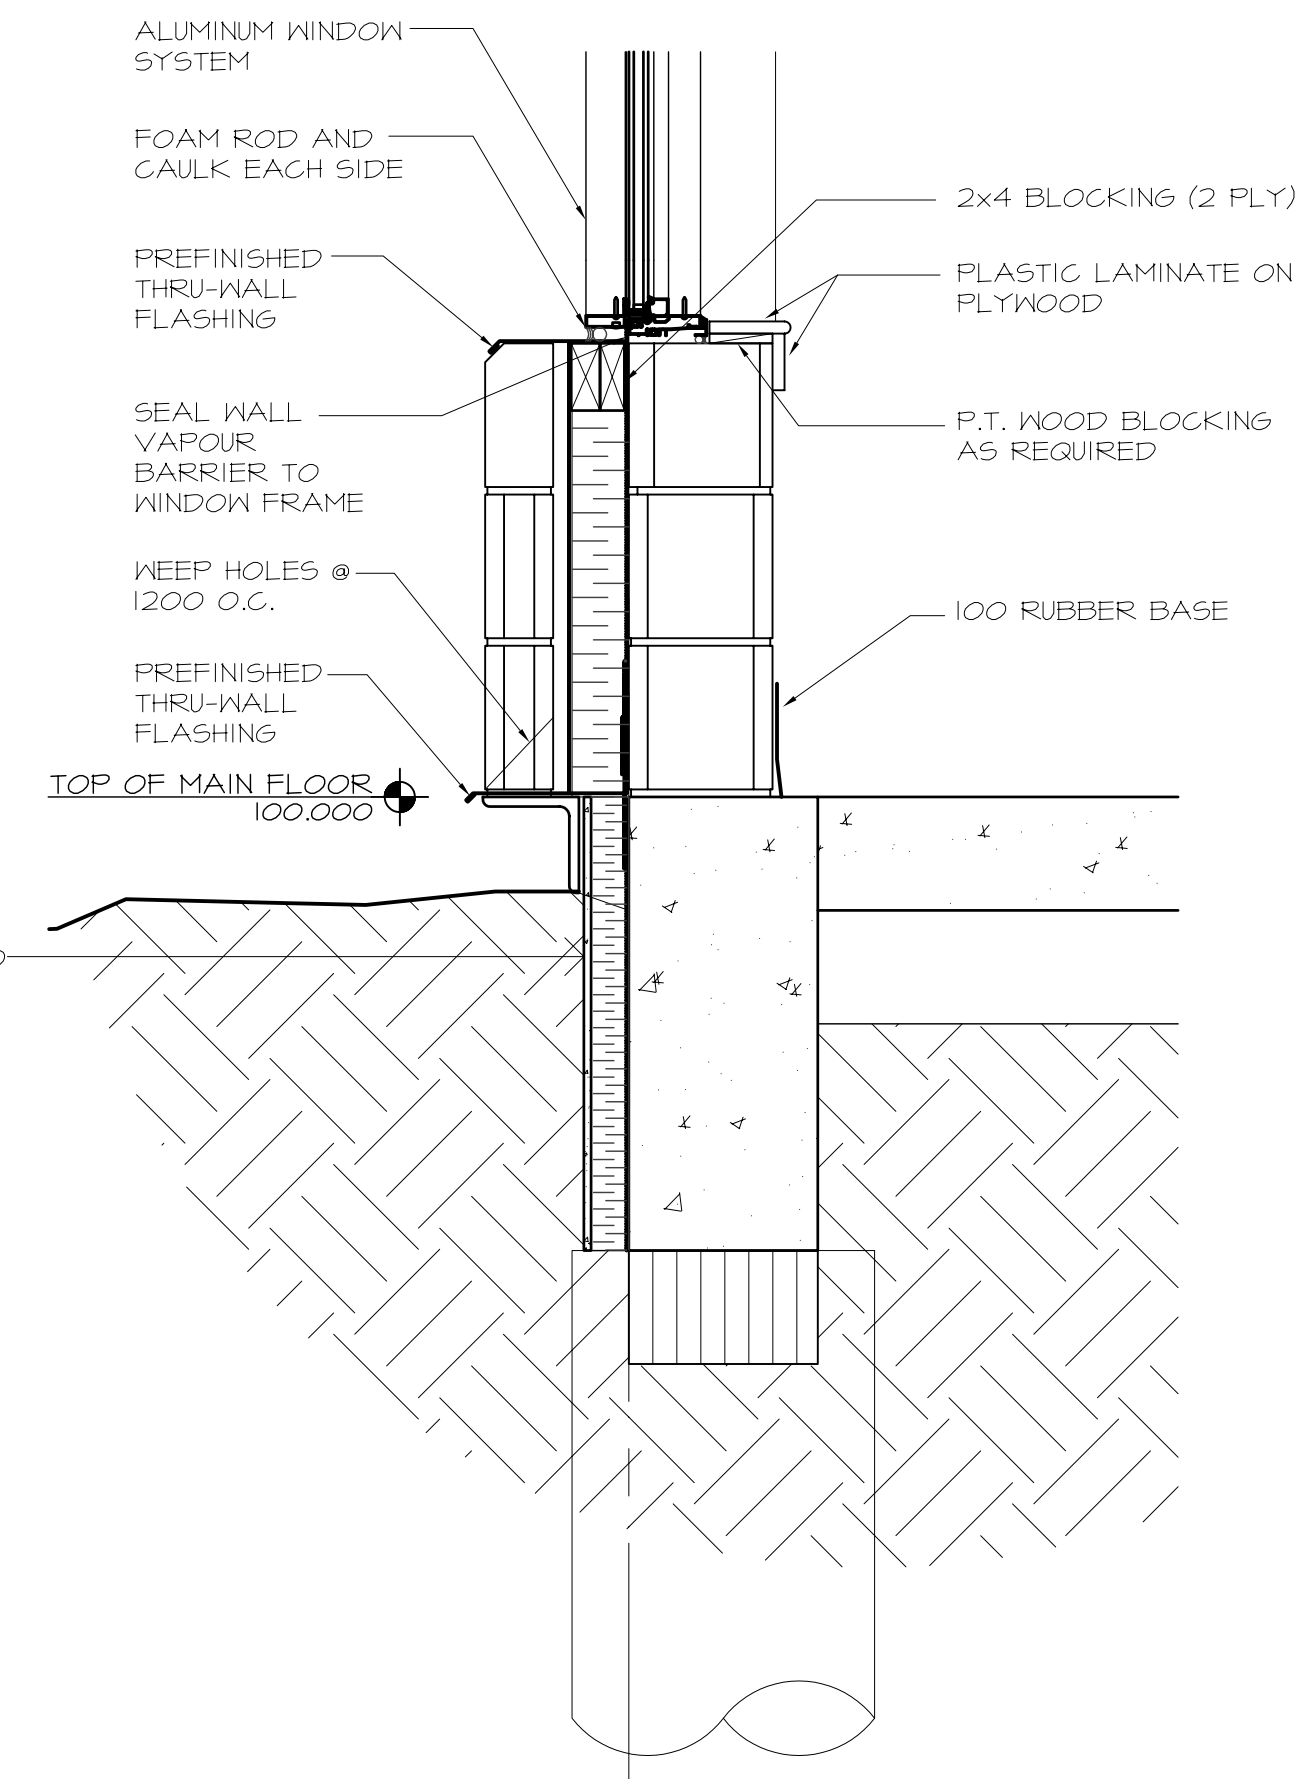 ALUMINUM WINDOW
SYSTEM
FOAM ROD AND
CAULK EACH SIDE
PREFINISHED
THRU-WALL
FLASHING
SEAL WALL
VAPOUR
BARRIER TO
WINDOW FRAME
WEEP HOLES @
1200 O.C.
PREFINISHED
THRU-WALL
FLASHING
TOP OF MAIN FLOOR
100.000
2x4 BLOCKING (2 PLY)
PLASTIC LAMINATE ON
PLYWOOD
P.T. WOOD BLOCKING
AS REQUIRED
100 RUBBER BASE